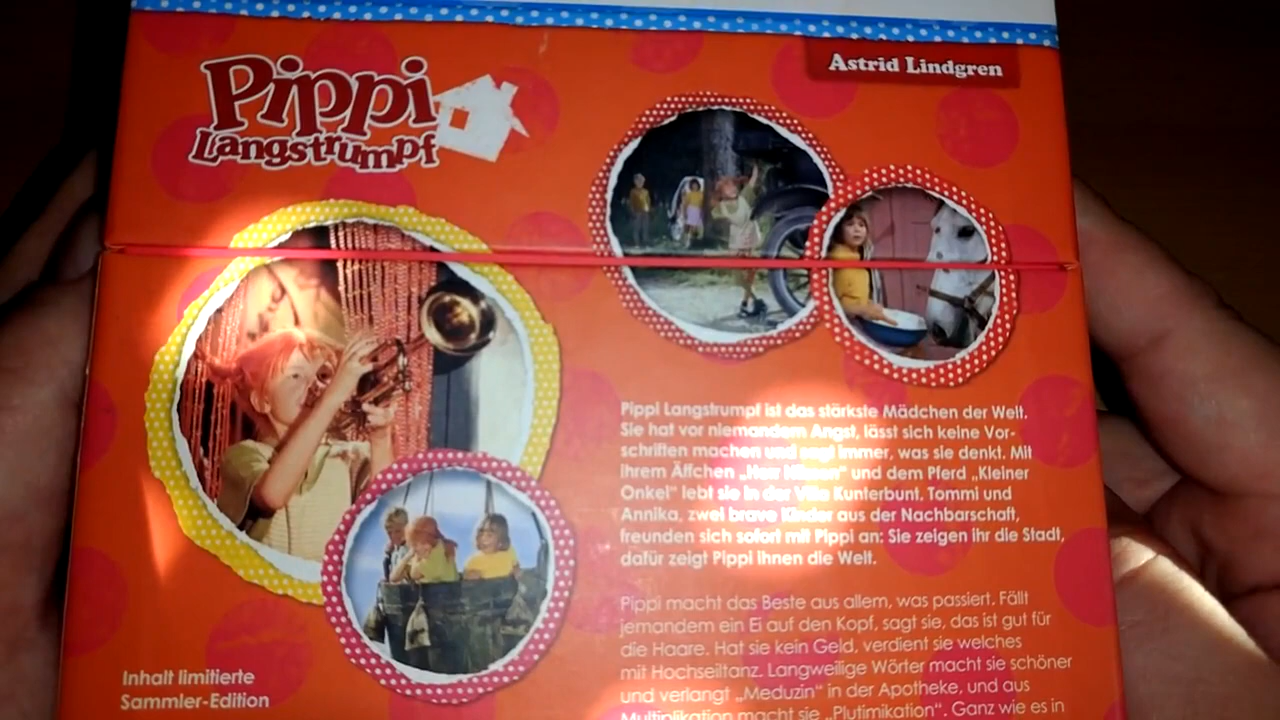 Pippi
Langstrumpf
Astrid Lindgren
Pippi Langstrumpf ist das stärkste Mädchen der Welt.
Sie hat vor niemandem Angst, lässt sich keine Vor-
schriften machen und sagt immer, was sie denkt. Mit
ihrem Äffchen „Herr Nilsson“ und dem Pferd „Kleiner
Onkel“ lebt sie in der Villa Kunterbunt. Tommi und
Annika, zwei brave Kinder aus der Nachbarschaft,
freunden sich sofort mit Pippi an: Sie zeigen ihr die Stadt,
dafür zeigt Pippi ihnen die Welt.
Pippi macht das Beste aus allem, was passiert. Fällt
jemandem ein Ei auf den Kopf, sagt sie, das ist gut für
die Haare. Hat sie kein Geld, verdient sie welches
mit Hochseiltanz. Langweilige Wörter macht sie schöner
und verlangt „Meduzin“ in der Apotheke, und aus
Multiplikation macht sie „Plutimikation“. Ganz wie es in
Inhalt limitierte
Sammler-Edition